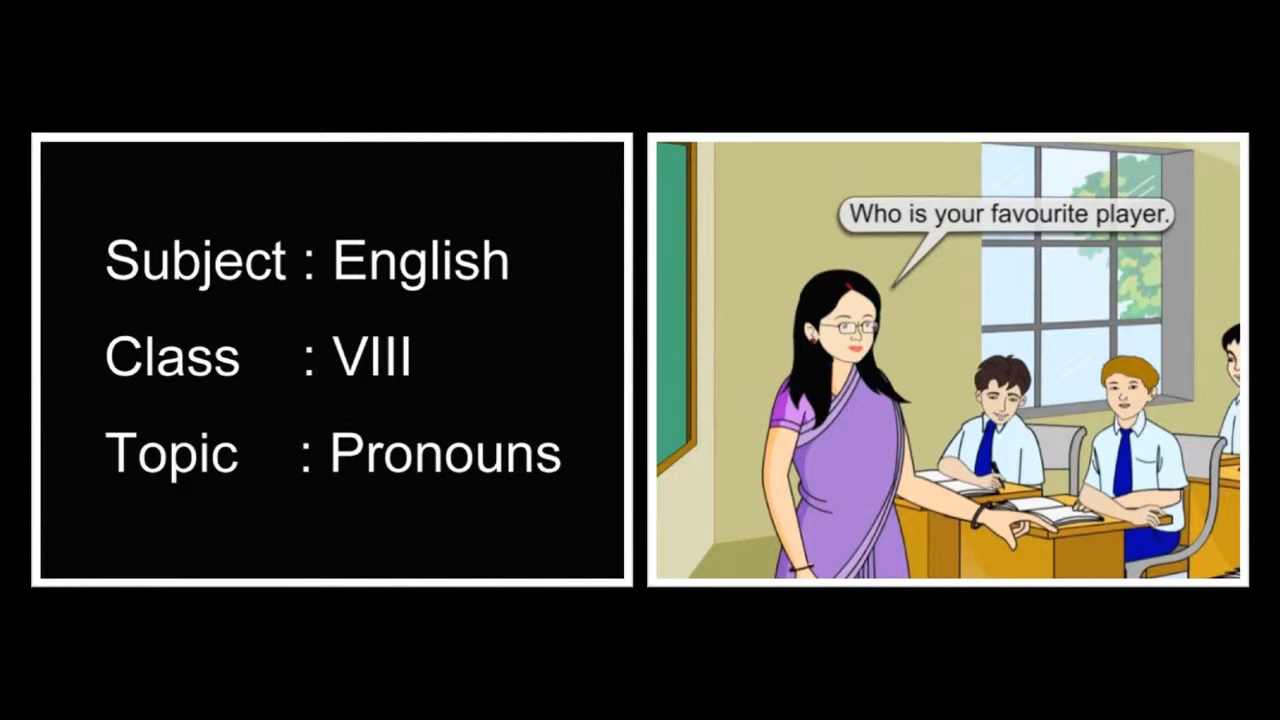 Subject : English
Class : VIII
Topic : Pronouns
Who is your favourite player.